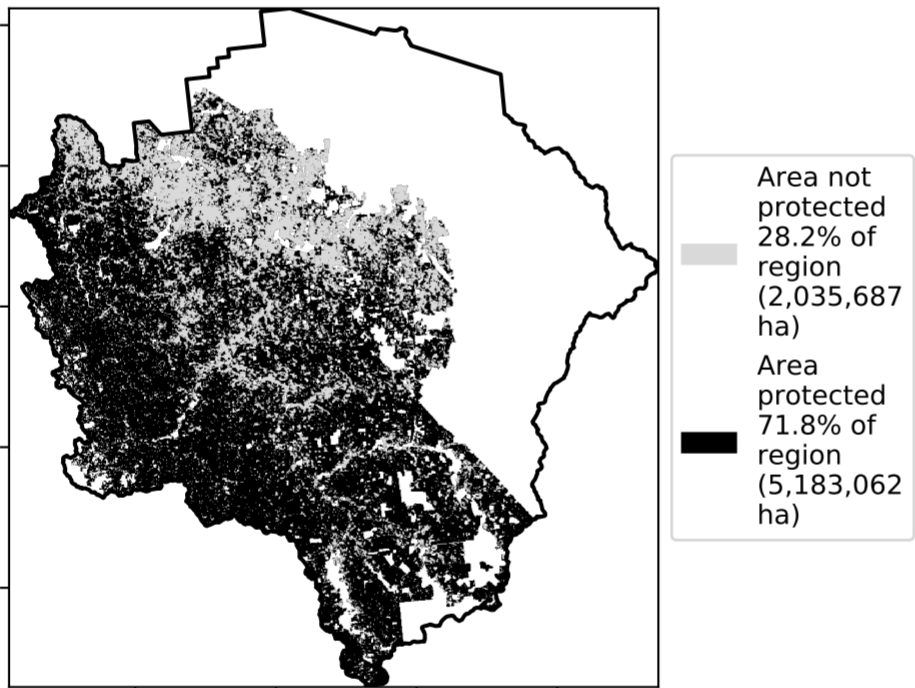 Area not
protected
28.2% of
region
(2,035,687
ha)
Area
protected
71.8% of
region
(5,183,062
ha)